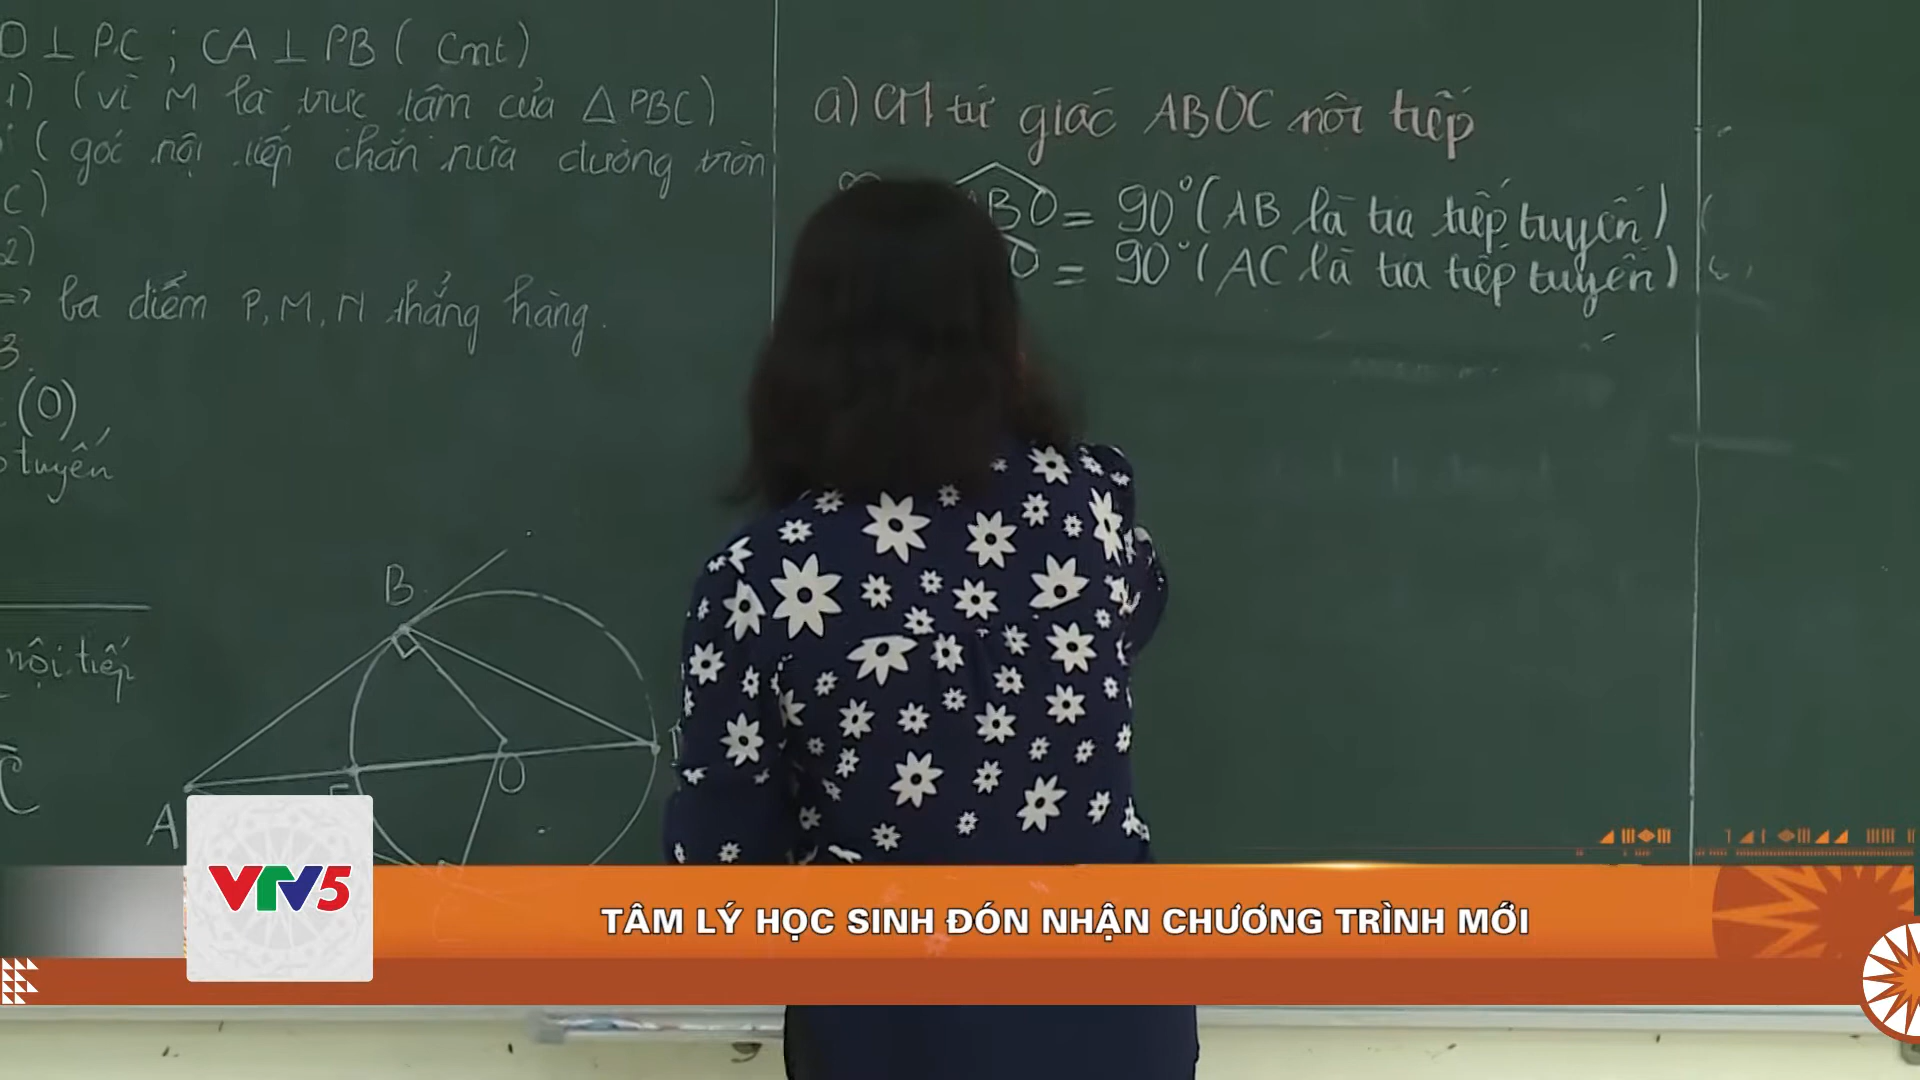 O ⊥ PC ; CA ⊥ PB ( Cmt)
1) (vì M là trực tâm của △ PBC)
( góc nội tiếp chắn nửa đường tròn
C)
2)
=> ba điểm P, M, N thẳng hàng.
3.
(O)
tuyến
nội tiếp
C
B
A
O
a) CM tứ giác ABOC nội tiếp
BO = 90° ( AB là tia tiếp tuyến)
O = 90° ( AC là tia tiếp tuyến)
VTV5
TÂM LÝ HỌC SINH ĐÓN NHẬN CHƯƠNG TRÌNH MỚI